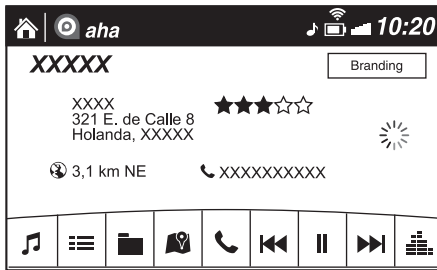 aha 10:20
XXXXX
Branding
XXXX
321 E. de Calle 8
Holanda, XXXXX
3,1 km NE XXXXXXXXXX